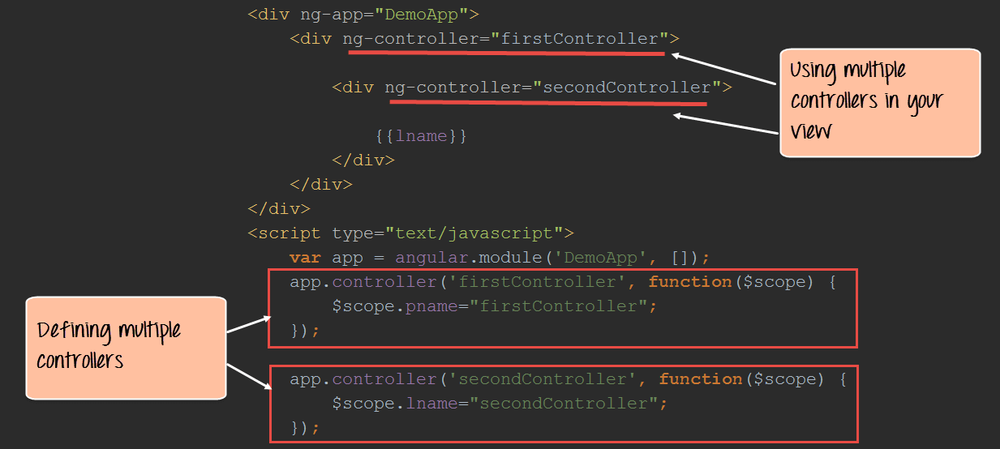 <div ng-app="DemoApp">
<div ng-controller="firstController">
<div ng-controller="secondController">
{{lname}}
</div>
</div>
</div>
<script type="text/javascript">
var app = angular.module('DemoApp', []);
app.controller('firstController', function($scope) {
$scope.pname="firstController";
});
app.controller('secondController', function($scope) {
$scope.lname="secondController";
});
Using multiple
controllers in your
view
Defining multiple
controllers